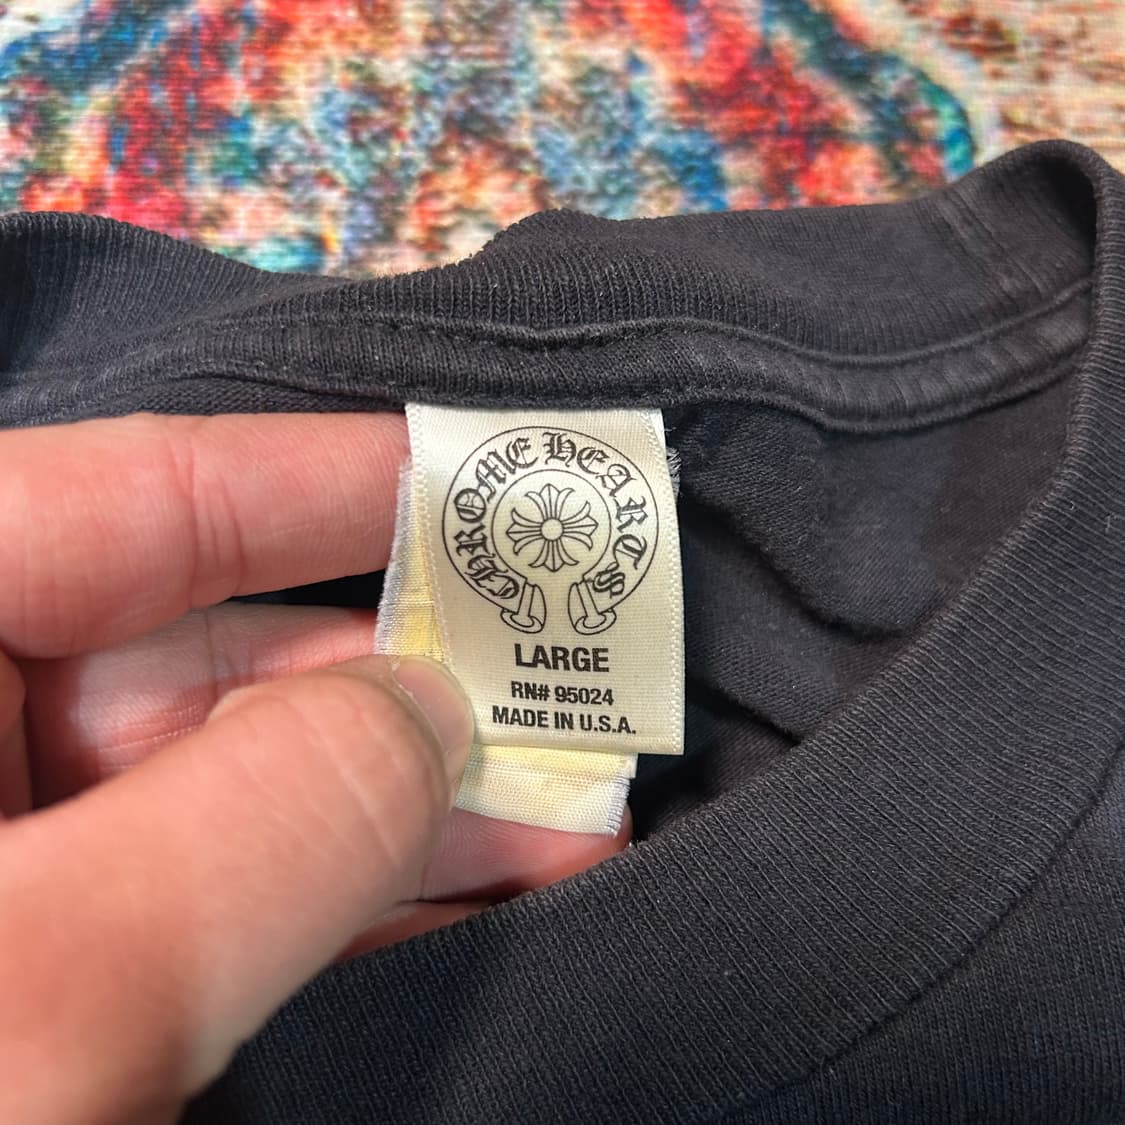 CHROME HEARTS
LARGE
RN# 95024
MADE IN U.S.A.